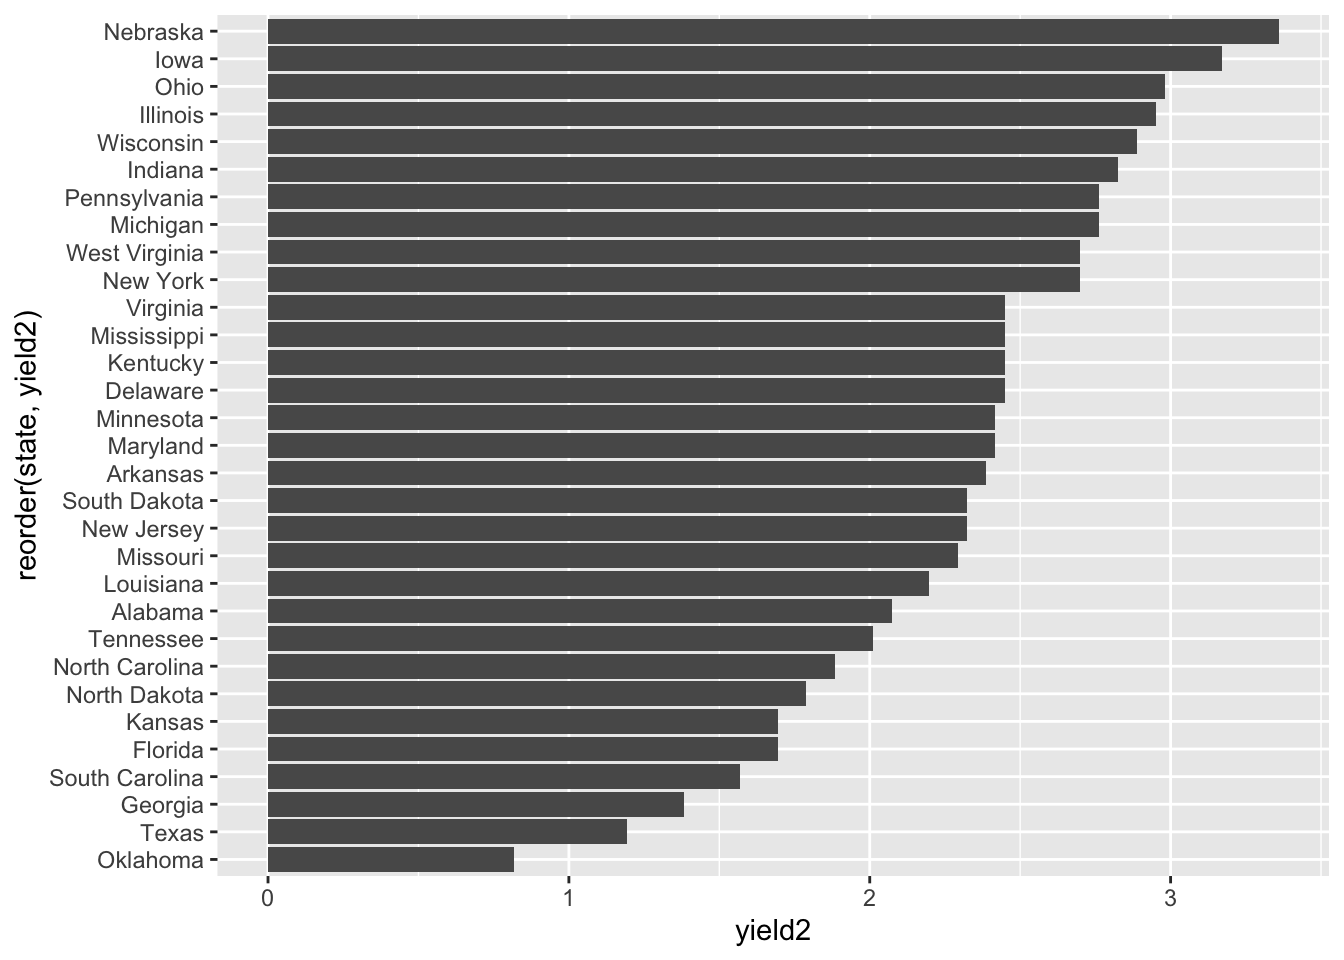 Nebraska
Iowa
Ohio
Illinois
Wisconsin
Indiana
Pennsylvania
Michigan
West Virginia
New York
Virginia
Mississippi
Kentucky
Delaware
Minnesota
Maryland
Arkansas
South Dakota
New Jersey
Missouri
Louisiana
Alabama
Tennessee
North Carolina
North Dakota
Kansas
Florida
South Carolina
Georgia
Texas
Oklahoma
reorder(state, yield2)
0 1 2 3
yield2